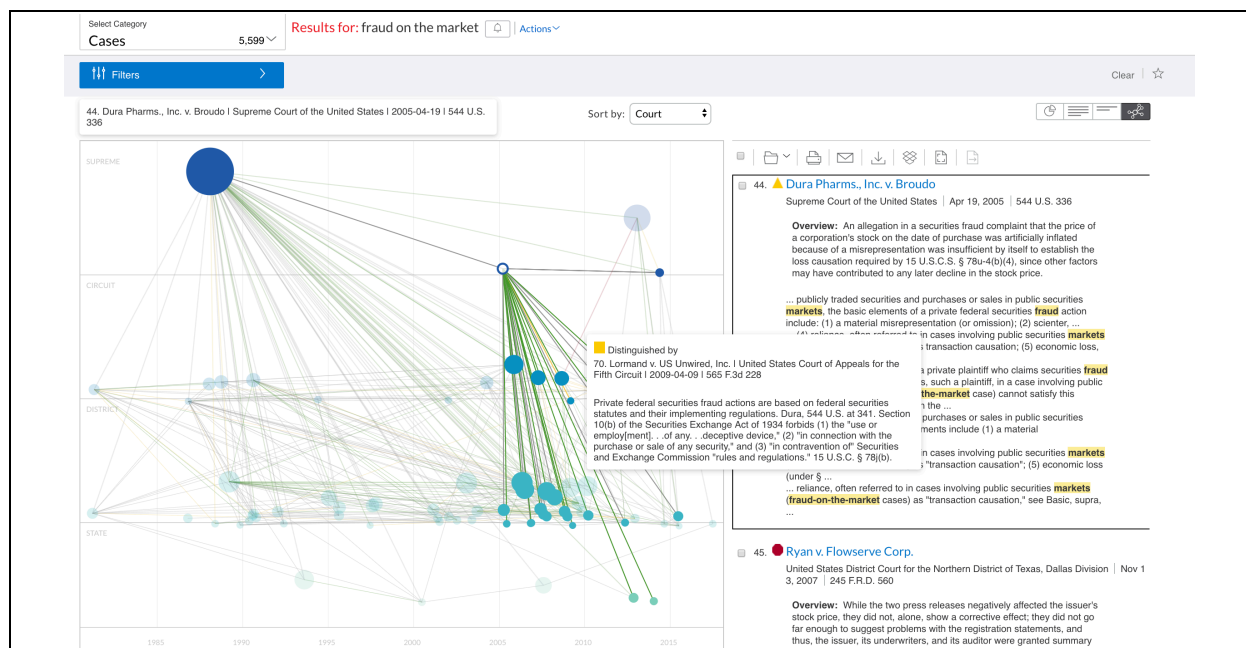 Select Category
Cases
5,599
Results for: fraud on the market
Actions
Filters
Clear
44. Dura Pharms., Inc. v. Broudo I Supreme Court of the United States I 2005-04-19 I 544 U.S.
336
Sort by: Court
SUPREME
CIRCUIT
DISTRICT
STATE
1985 1990 1995 2000 2005 2010 2015
Distinguished by
70. Lormand v. US Unwired, Inc. I United States Court of Appeals for the
Fifth Circuit I 2009-04-09 I 565 F.3d 228
Private federal securities fraud actions are based on federal securities
statutes and their implementing regulations. Dura, 544 U.S. at 341. Section
10(b) of the Securities Exchange Act of 1934 forbids (1) the "use or
employ[ment]. . .of any. . .deceptive device," (2) "in connection with the
purchase or sale of any security," and (3) "in contravention of" Securities
and Exchange Commission "rules and regulations." 15 U.S.C. § 78j(b).
44. Dura Pharms., Inc. v. Broudo
Supreme Court of the United States | Apr 19, 2005 | 544 U.S. 336
Overview: An allegation in a securities fraud complaint that the price of
a corporation's stock on the date of purchase was artificially inflated
because of a misrepresentation was insufficient by itself to establish the
loss causation required by 15 U.S.C.S. § 78u-4(b)(4), since other factors
may have contributed to any later decline in the stock price.
... publicly traded securities and purchases or sales in public securities
markets, the basic elements of a private federal securities fraud action
include: (1) a material misrepresentation (or omission); (2) scienter, ...
in cases involving public securities markets
transaction causation; (5) economic loss,
a private plaintiff who claims securities fraud
s, such a plaintiff, in a case involving public
the-market case) cannot satisfy this
the ...
purchases or sales in public securities
ments include (1) a material
in cases involving public securities markets
s "transaction causation"; (5) economic loss
(under § ...
... reliance, often referred to in cases involving public securities markets
(fraud-on-the-market cases) as "transaction causation," see Basic, supra,
...
45. Ryan v. Flowserve Corp.
United States District Court for the Northern District of Texas, Dallas Division | Nov 1
3, 2007 | 245 F.R.D. 560
Overview: While the two press releases negatively affected the issuer's
stock price, they did not, alone, show a corrective effect; they did not go
far enough to suggest problems with the registration statements, and
thus, the issuer, its underwriters, and its auditor were granted summary